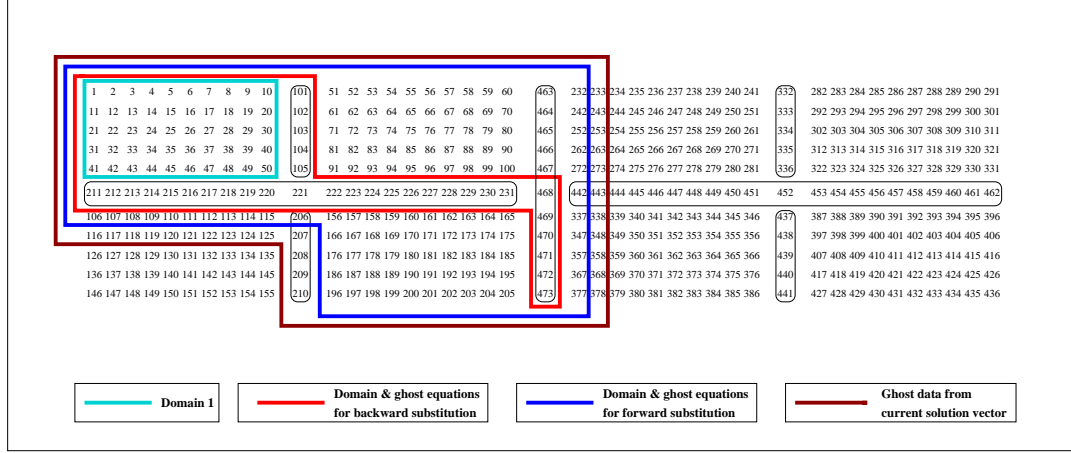 1 2 3 4 5 6 7 8 9 10 101 51 52 53 54 55 56 57 58 59 60 463 232 233 234 235 236 237 238 239 240 241 332 282 283 284 285 286 287 288 289 290 291
11 12 13 14 15 16 17 18 19 20 102 61 62 63 64 65 66 67 68 69 70 464 242 243 244 245 246 247 248 249 250 251 333 292 293 294 295 296 297 298 299 300 301
21 22 23 24 25 26 27 28 29 30 103 71 72 73 74 75 76 77 78 79 80 465 252 253 254 255 256 257 258 259 260 261 334 302 303 304 305 306 307 308 309 310 311
31 32 33 34 35 36 37 38 39 40 104 81 82 83 84 85 86 87 88 89 90 466 262 263 264 265 266 267 268 269 270 271 335 312 313 314 315 316 317 318 319 320 321
41 42 43 44 45 46 47 48 49 50 105 91 92 93 94 95 96 97 98 99 100 467 272 273 274 275 276 277 278 279 280 281 336 322 323 324 325 326 327 328 329 330 331
211 212 213 214 215 216 217 218 219 220 221 222 223 224 225 226 227 228 229 230 231 468 442 443 444 445 446 447 448 449 450 451 452 453 454 455 456 457 458 459 460 461 462
106 107 108 109 110 111 112 113 114 115 206 156 157 158 159 160 161 162 163 164 165 469 337 338 339 340 341 342 343 344 345 346 437 387 388 389 390 391 392 393 394 395 396
116 117 118 119 120 121 122 123 124 125 207 166 167 168 169 170 171 172 173 174 175 470 347 348 349 350 351 352 353 354 355 356 438 397 398 399 400 401 402 403 404 405 406
126 127 128 129 130 131 132 133 134 135 208 176 177 178 179 180 181 182 183 184 185 471 357 358 359 360 361 362 363 364 365 366 439 407 408 409 410 411 412 413 414 415 416
136 137 138 139 140 141 142 143 144 145 209 186 187 188 189 190 191 192 193 194 195 472 367 368 369 370 371 372 373 374 375 376 440 417 418 419 420 421 422 423 424 425 426
146 147 148 149 150 151 152 153 154 155 210 196 197 198 199 200 201 202 203 204 205 473 377 378 379 380 381 382 383 384 385 386 441 427 428 429 430 431 432 433 434 435 436
Domain 1
Domain & ghost equations
for backward substitution
Domain & ghost equations
for forward substitution
Ghost data from
current solution vector